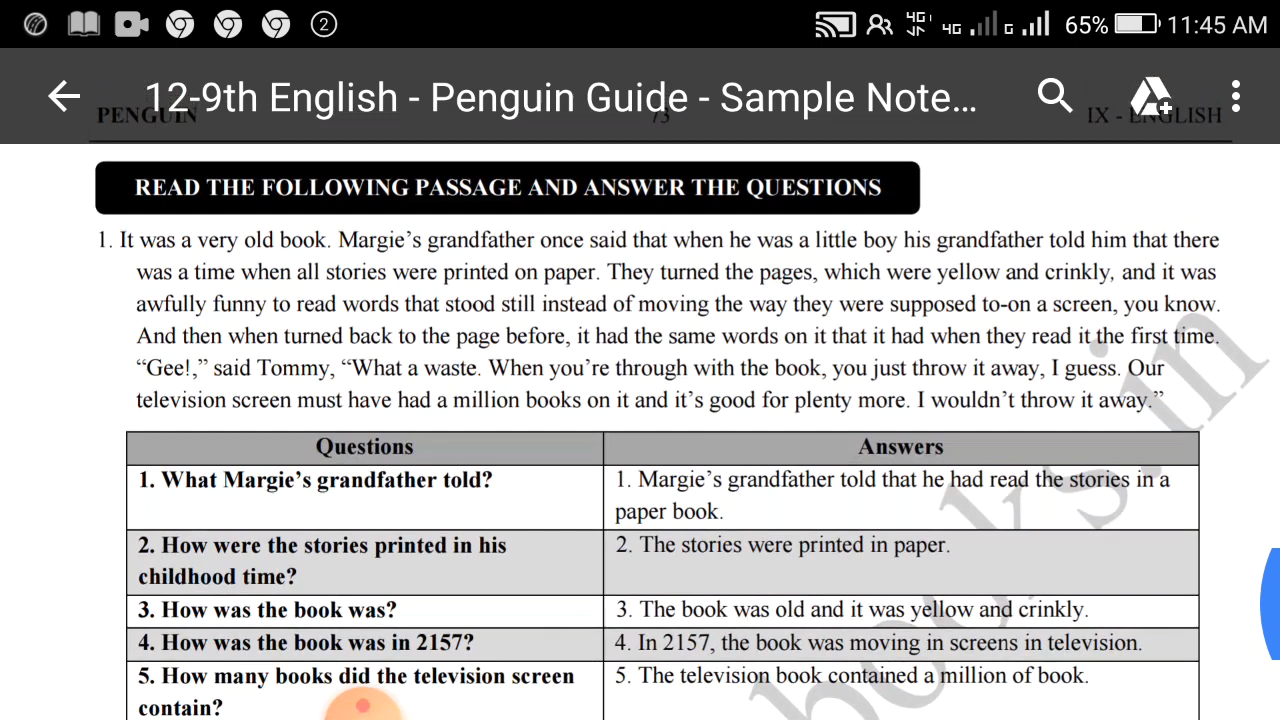 2
4G
4G
G
65%
11:45 AM
12-9th English - Penguin Guide - Sample Note...
PENGUIN
73
IX - ENGLISH
READ THE FOLLOWING PASSAGE AND ANSWER THE QUESTIONS
1. It was a very old book. Margie’s grandfather once said that when he was a little boy his grandfather told him that there
was a time when all stories were printed on paper. They turned the pages, which were yellow and crinkly, and it was
awfully funny to read words that stood still instead of moving the way they were supposed to-on a screen, you know.
And then when turned back to the page before, it had the same words on it that it had when they read it the first time.
“Gee!,” said Tommy, “What a waste. When you’re through with the book, you just throw it away, I guess. Our
television screen must have had a million books on it and it’s good for plenty more. I wouldn’t throw it away.”
Questions
Answers
1. What Margie’s grandfather told?
1. Margie’s grandfather told that he had read the stories in a
paper book.
2. How were the stories printed in his
childhood time?
2. The stories were printed in paper.
3. How was the book was?
3. The book was old and it was yellow and crinkly.
4. How was the book was in 2157?
4. In 2157, the book was moving in screens in television.
5. How many books did the television screen
contain?
5. The television book contained a million of book.
books.in